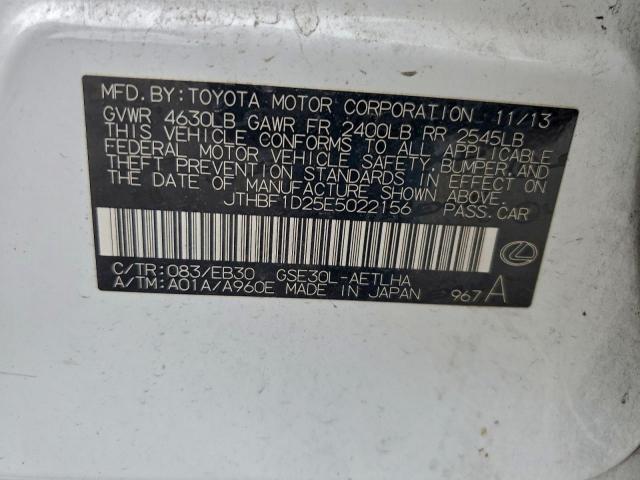 MFD. BY: TOYOTA MOTOR CORPORATION 11/13
GVWR 4630LB GAWR FR 2400LB RR 2545LB
THIS VEHICLE CONFORMS TO ALL APPLICABLE
FEDERAL MOTOR VEHICLE SAFETY, BUMPER, AND
THEFT PREVENTION STANDARDS IN EFFECT ON
THE DATE OF MANUFACTURE SHOWN ABOVE.
JTHBF1D25E5022156 PASS. CAR
C/TR: 083/EB30 GSE30L-AETLHA
A/TM: A01A/A960E MADE IN JAPAN 967 A